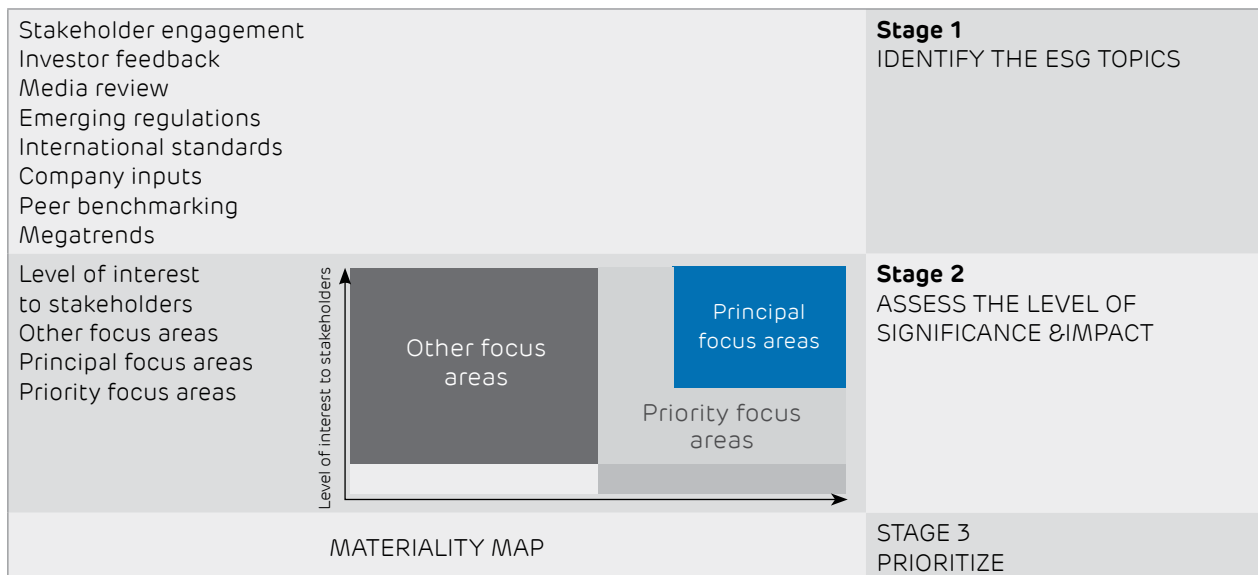 Stakeholder engagement
Investor feedback
Media review
Emerging regulations
International standards
Company inputs
Peer benchmarking
Megatrends
Stage 1
IDENTIFY THE ESG TOPICS
Level of interest
to stakeholders
Other focus areas
Principal focus areas
Priority focus areas
Level of interest to stakeholders
Other focus
areas
Principal
focus areas
Priority focus
areas
Stage 2
ASSESS THE LEVEL OF
SIGNIFICANCE &IMPACT
MATERIALITY MAP
STAGE 3
PRIORITIZE